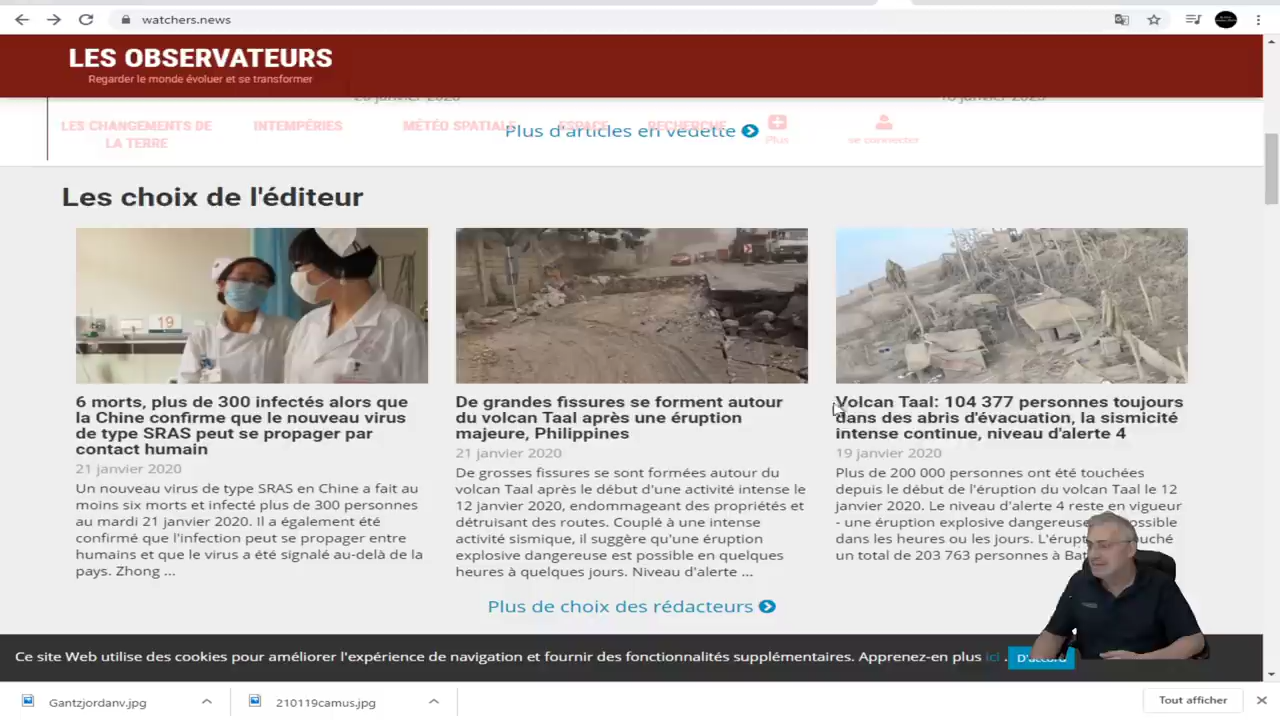 watchers.news
LES OBSERVATEURS
Regarder le monde évoluer et se transformer
LES CHANGEMENTS DE
LA TERRE
INTEMPÉRIES
MÉTÉO SPATIALE
ESPACE
RECHERCHE
Plus
se connecter
Plus d'articles en vedette
Les choix de l'éditeur
19
6 morts, plus de 300 infectés alors que
la Chine confirme que le nouveau virus
de type SRAS peut se propager par
contact humain
21 janvier 2020
Un nouveau virus de type SRAS en Chine a fait au
moins six morts et infecté plus de 300 personnes
au mardi 21 janvier 2020. Il a également été
confirmé que l'infection peut se propager entre
humains et que le virus a été signalé au-delà de la
pays. Zhong ...
De grandes fissures se forment autour
du volcan Taal après une éruption
majeure, Philippines
21 janvier 2020
De grosses fissures se sont formées autour du
volcan Taal après le début d'une activité intense le
12 janvier 2020, endommageant des propriétés et
détruisant des routes. Couplé à une intense
activité sismique, il suggère qu'une éruption
explosive dangereuse est possible en quelques
heures à quelques jours. Niveau d'alerte ...
Volcan Taal: 104 377 personnes toujours
dans des abris d'évacuation, la sismicité
intense continue, niveau d'alerte 4
19 janvier 2020
Plus de 200 000 personnes ont été touchées
depuis le début de l'éruption du volcan Taal le 12
janvier 2020. Le niveau d'alerte 4 reste en vigueur
- une éruption explosive dangereuse possible
dans les heures ou les jours.
un total de 203 763 personnes à
Plus de choix des rédacteurs
Ce site Web utilise des cookies pour améliorer l'expérience de navigation et fournir des fonctionnalités supplémentaires. Apprenez-en plus ici .
D'accord
Gantzjordanv.jpg
210119camus.jpg
Tout afficher